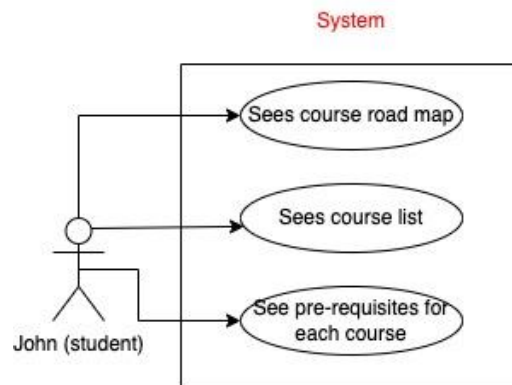 System
Sees course road map
Sees course list
See pre-requisites for
each course
John (student)